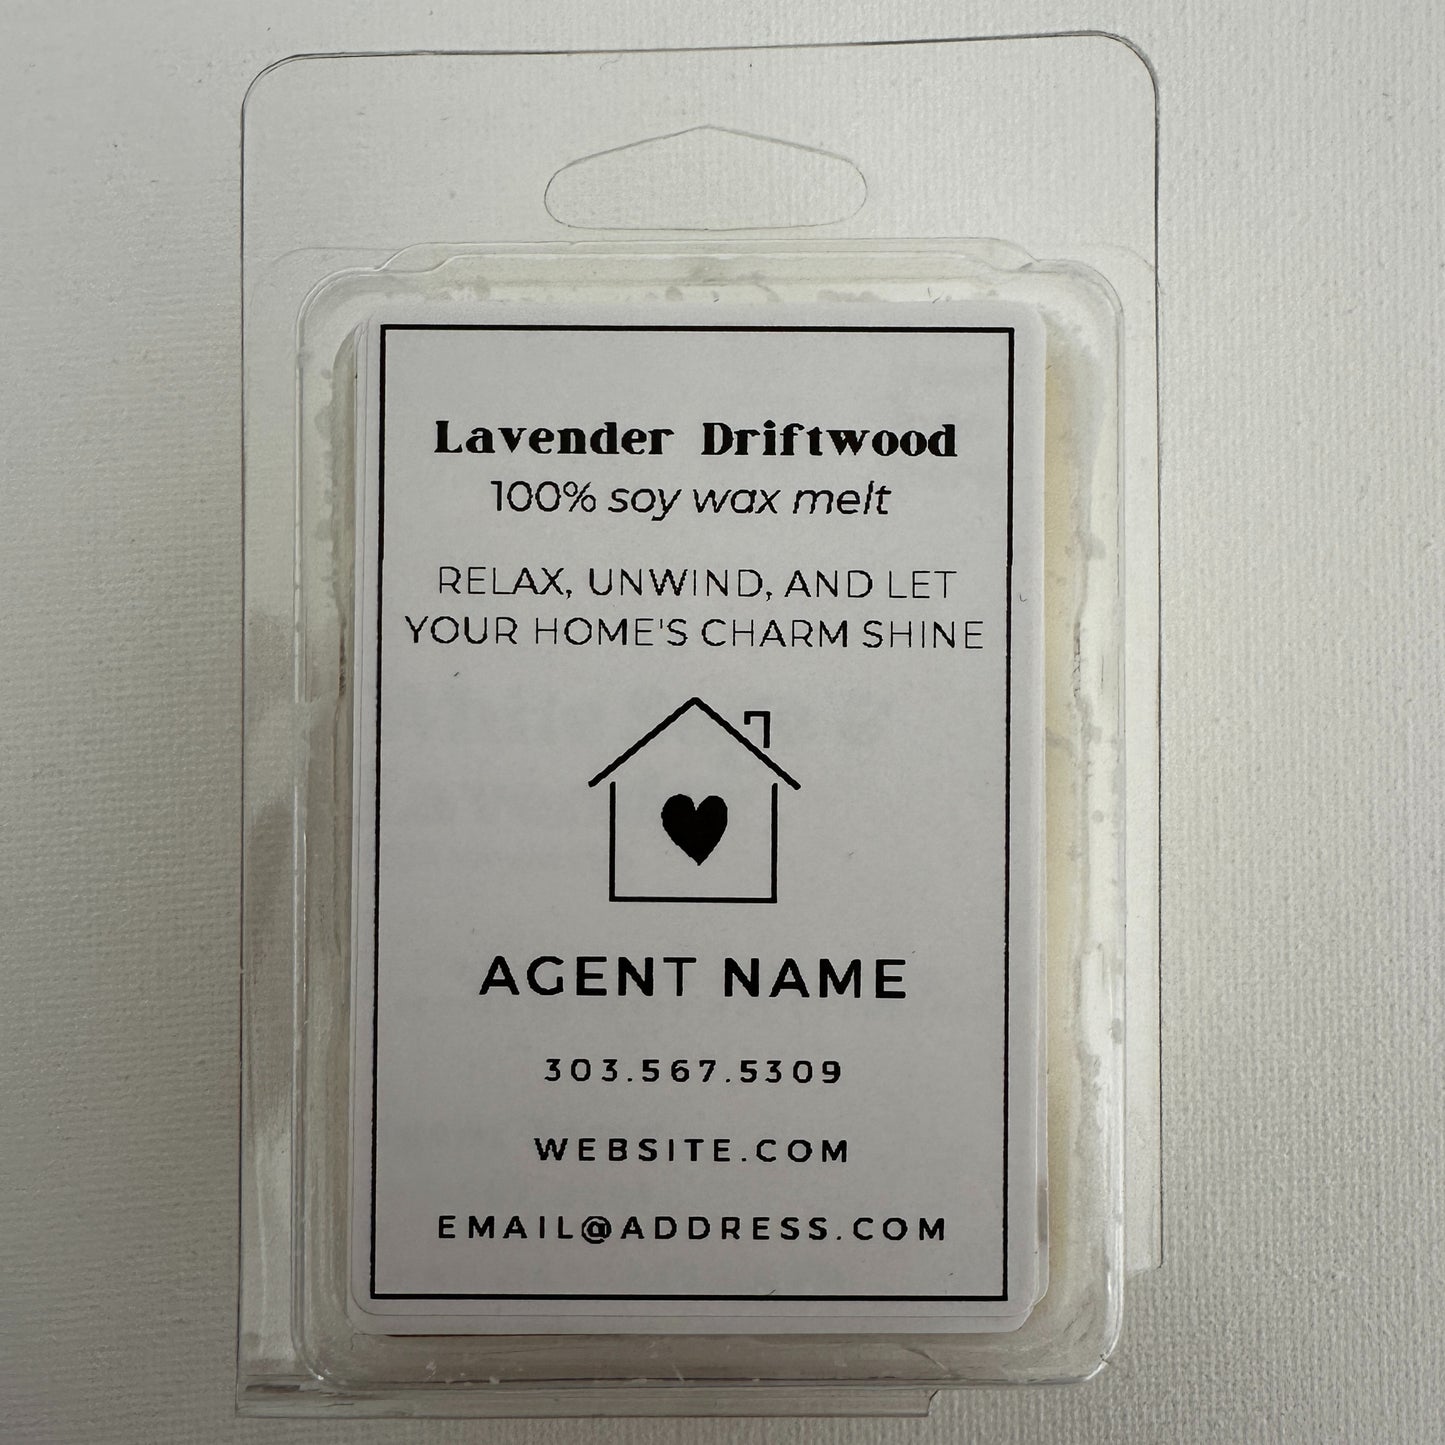 Lavender Driftwood
100% soy wax melt
RELAX, UNWIND, AND LET
YOUR HOME'S CHARM SHINE
AGENT NAME
303.567.5309
WEBSITE.COM
EMAIL@ADDRESS.COM